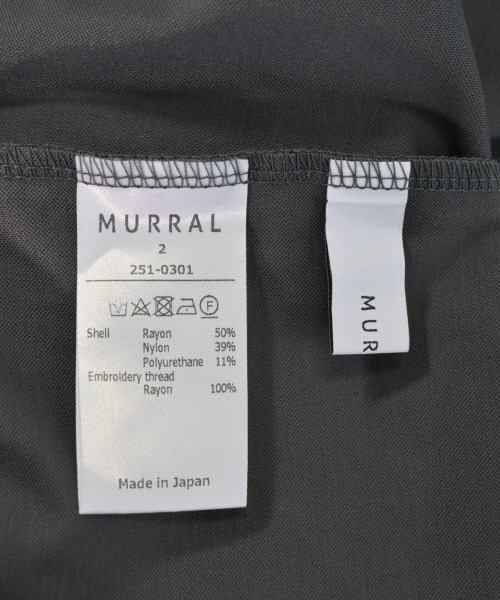 MURRAL
2
251-0301
F
Shell Rayon 50%
Nylon 39%
Polyurethane 11%
Embroidery thread
Rayon 100%
Made in Japan
MUR